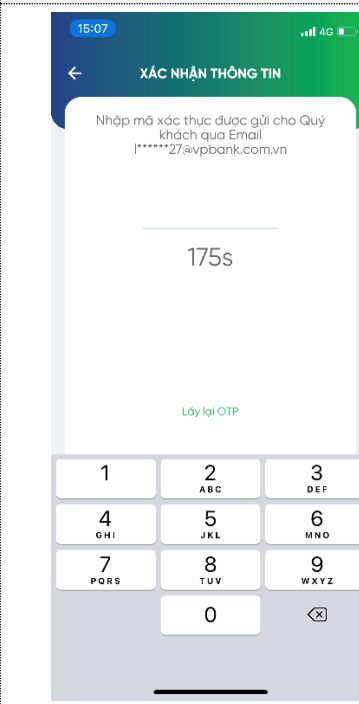 15:07
4G
XÁC NHẬN THÔNG TIN
Nhập mã xác thực được gửi cho Quý
khách qua Email
l******27@vpbank.com.vn
175s
Lấy lại OTP
1
2
ABC
3
DEF
4
GHI
5
JKL
6
MNO
7
PQRS
8
TUV
9
WXYZ
0